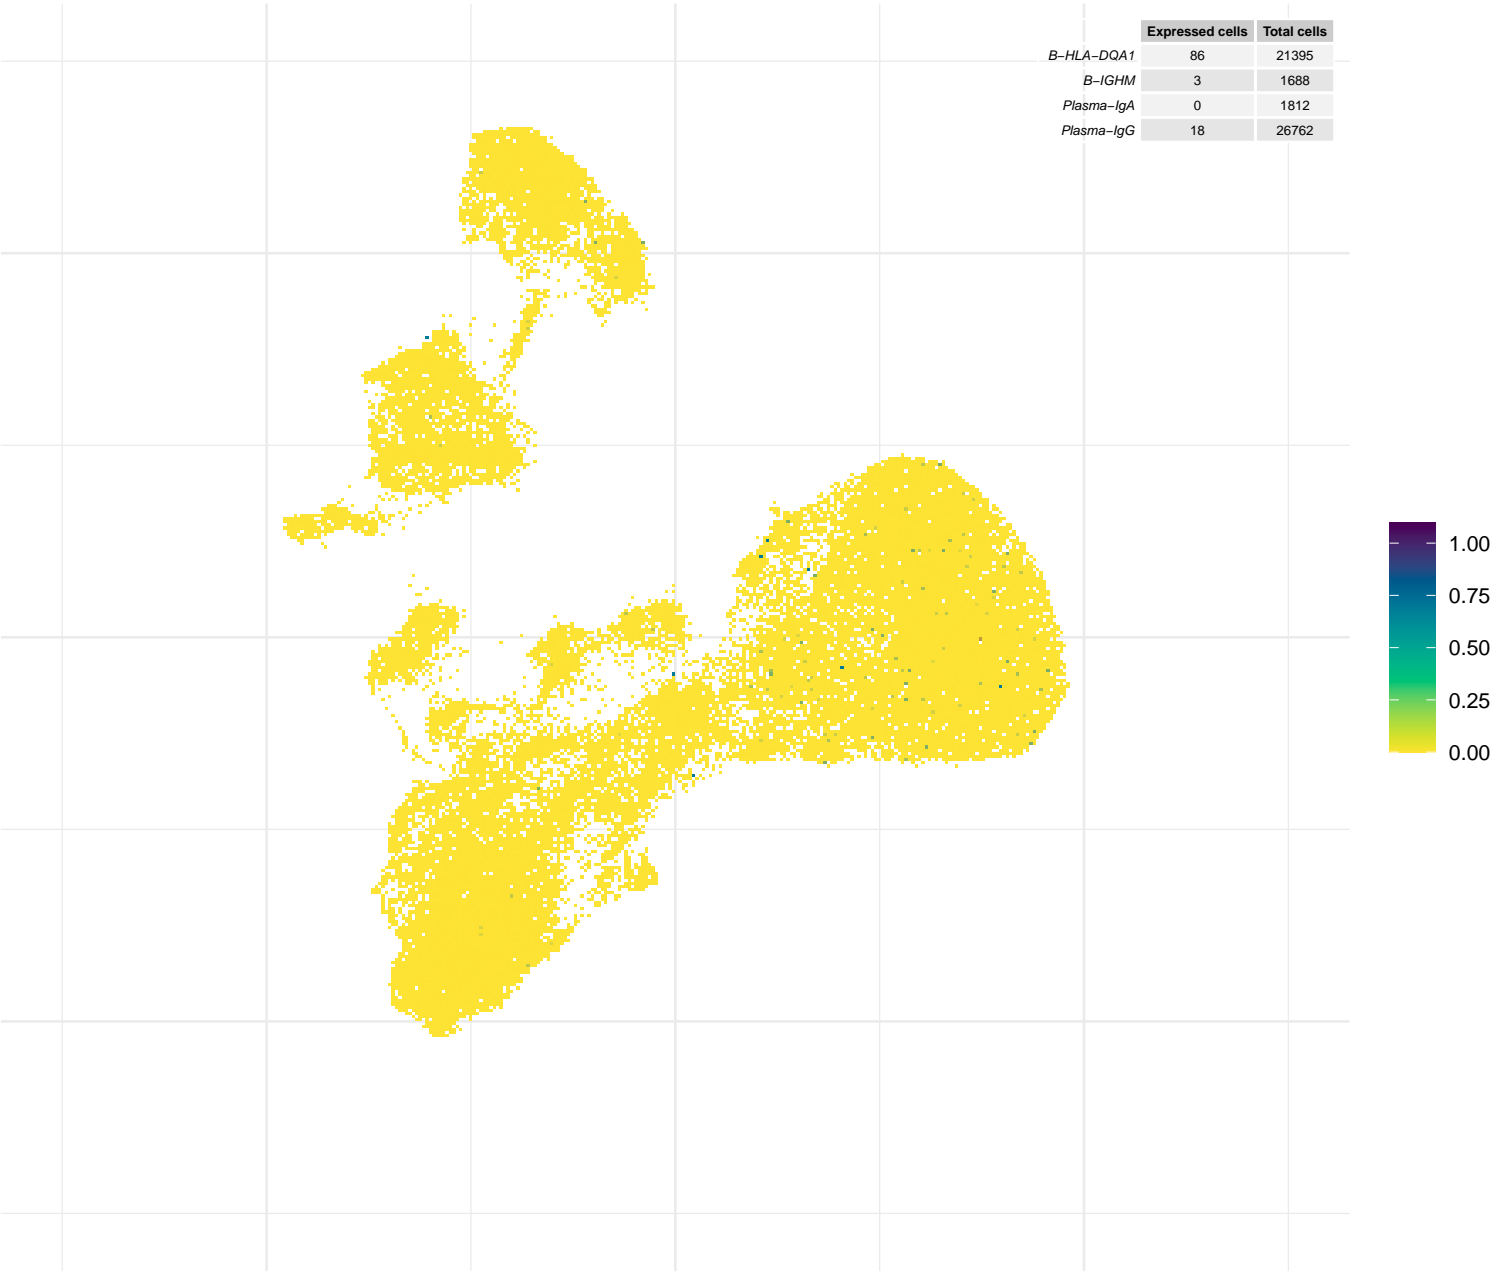 Expressed cells Total cells
B−HLA−DQA1 86 21395
B−IGHM 3 1688
Plasma−IgA 0 1812
Plasma−IgG 18 26762
1.00
0.75
0.50
0.25
0.00